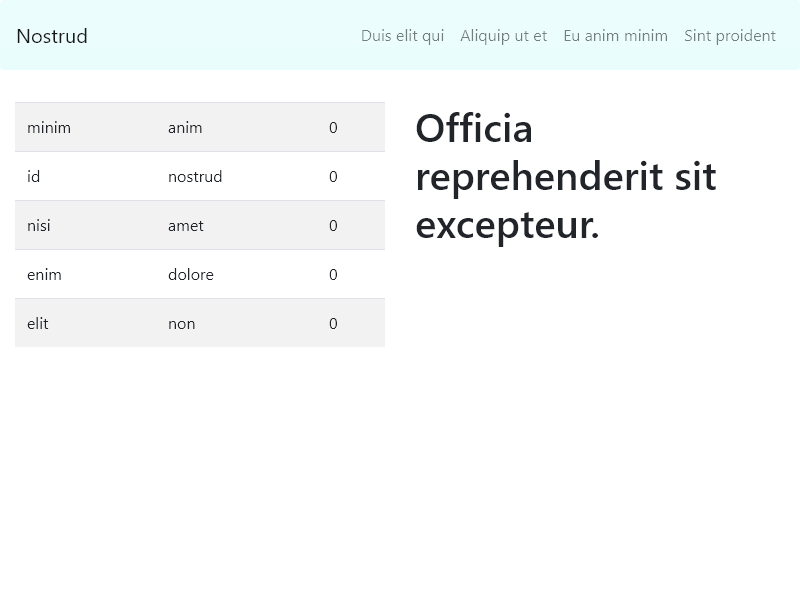 Nostrud
Duis elit qui Aliquip ut et Eu anim minim Sint proident
minim anim 0
id nostrud 0
nisi amet 0
enim dolore 0
elit non 0
Officia
reprehenderit sit
excepteur.